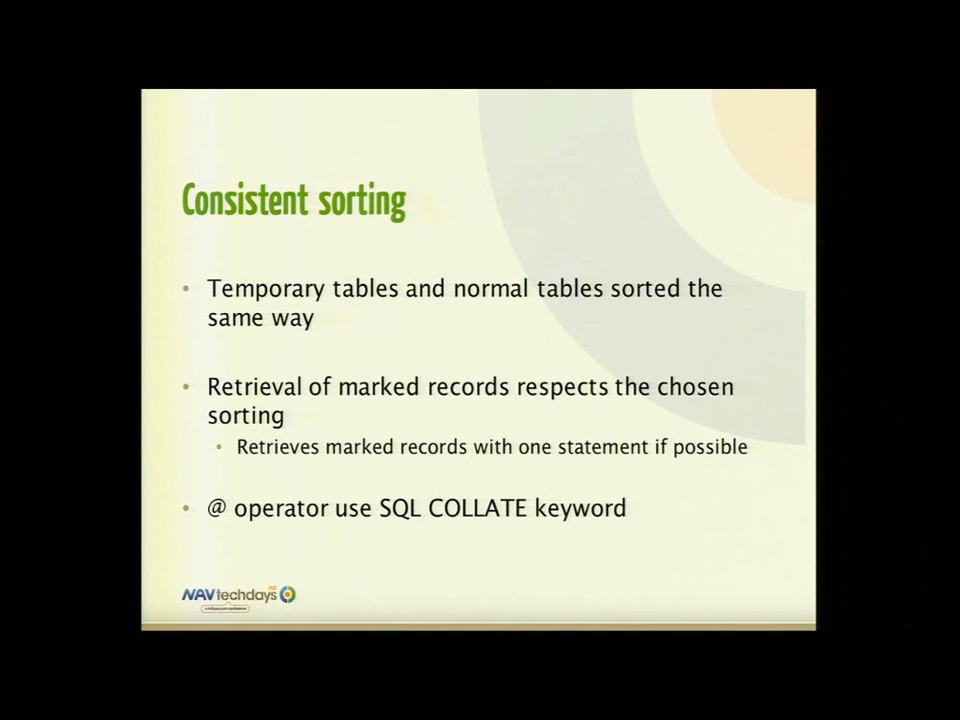 Consistent sorting
• Temporary tables and normal tables sorted the
same way
• Retrieval of marked records respects the chosen
sorting
• Retrieves marked records with one statement if possible
• @ operator use SQL COLLATE keyword
NAVtechdays